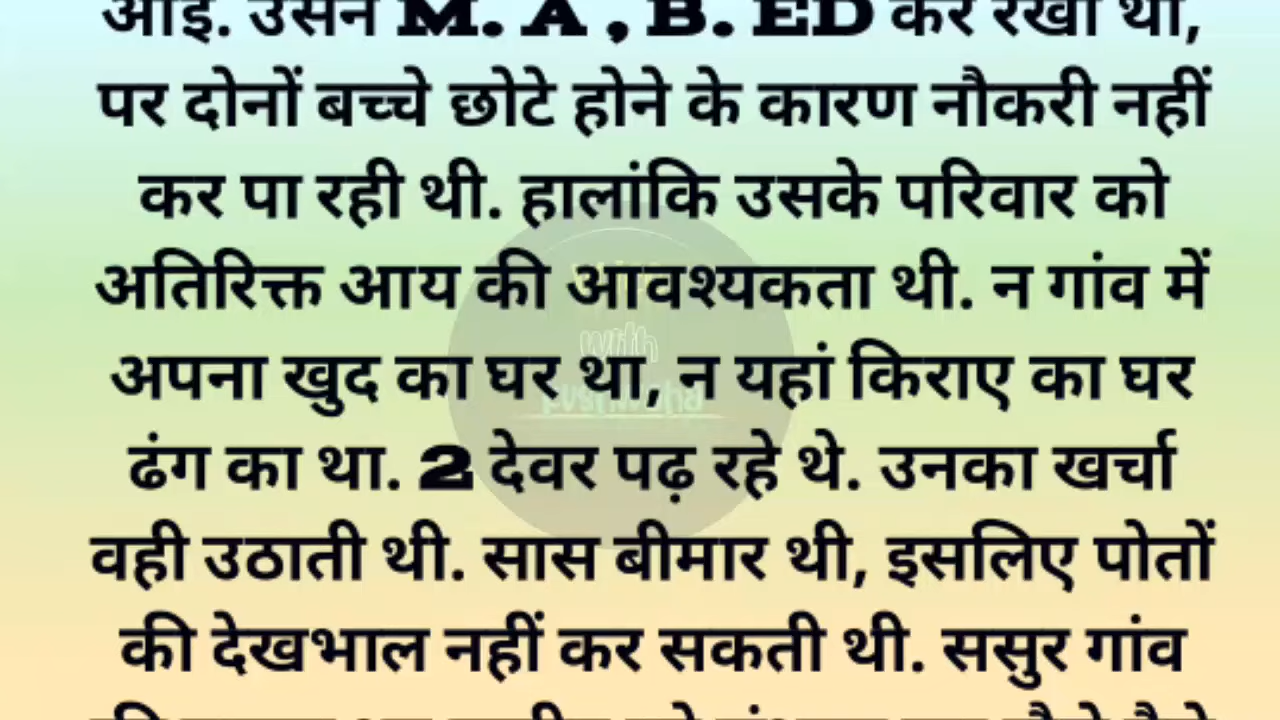 आई. उसने M. A , B. ED कर रखा था,
पर दोनों बच्चे छोटे होने के कारण नौकरी नहीं
कर पा रही थी. हालांकि उसके परिवार को
अतिरिक्त आय की आवश्यकता थी. न गांव में
अपना खुद का घर था, न यहां किराए का घर
ढंग का था. 2 देवर पढ़ रहे थे. उनका खर्चा
वही उठाती थी. सास बीमार थी, इसलिए पोतों
की देखभाल नहीं कर सकती थी. ससुर गांव
with